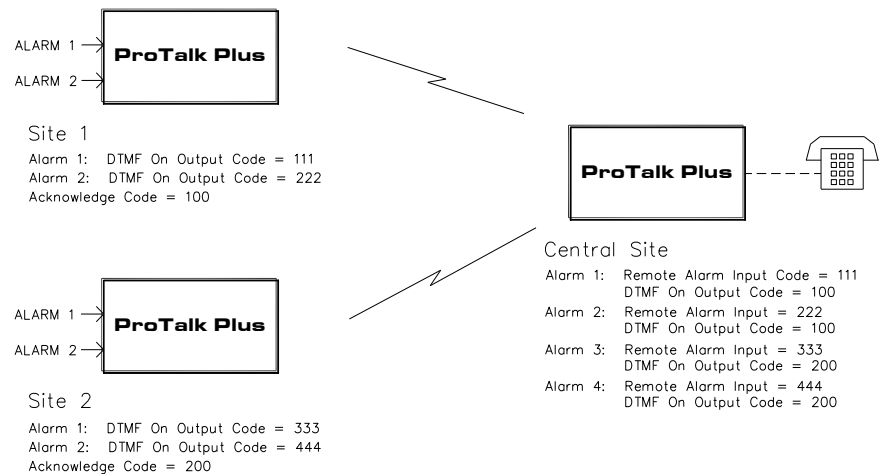 ALARM 1
ProTalk Plus
ALARM 2
Site 1
Alarm 1: DTMF On Output Code = 111
Alarm 2: DTMF On Output Code = 222
Acknowledge Code = 100
ProTalk Plus
Central Site
Alarm 1: Remote Alarm Input Code = 111
DTMF On Output Code = 100
Alarm 2: Remote Alarm Input = 222
DTMF On Output Code = 100
Alarm 3: Remote Alarm Input = 333
DTMF On Output Code = 200
Alarm 4: Remote Alarm Input = 444
DTMF On Output Code = 200
ALARM 1
ProTalk Plus
ALARM 2
Site 2
Alarm 1: DTMF On Output Code = 333
Alarm 2: DTMF On Output Code = 444
Acknowledge Code = 200